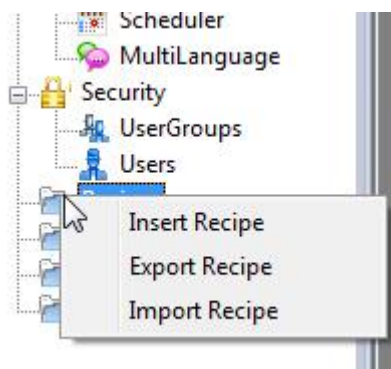 Scheduler
MultiLanguage
Security
UserGroups
Users
Insert Recipe
Export Recipe
Import Recipe